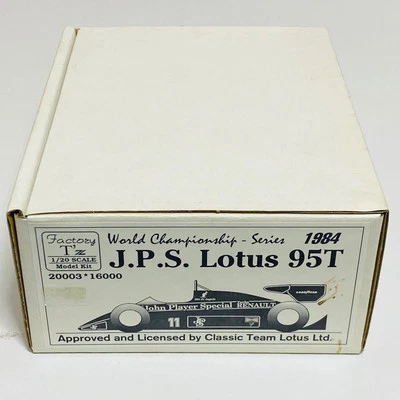 Factory
T'z
1/20 SCALE
Model Kit
20003*16000
World Championship - Series 1984
J.P.S. Lotus 95T
John Player Special RENAULT
11
Approved and Licensed by Classic Team Lotus Ltd.